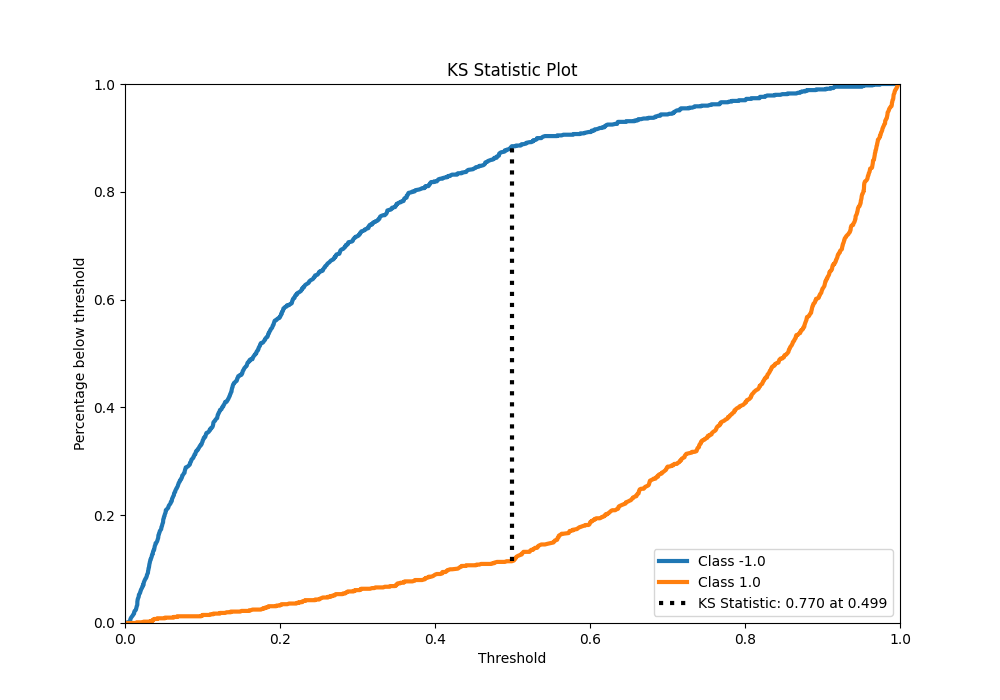 KS Statistic Plot
1.0
0.8
0.6
0.4
0.2
0.0
Percentage below threshold
0.0 0.2 0.4 0.6 0.8 1.0
Threshold
Class -1.0
Class 1.0
KS Statistic: 0.770 at 0.499